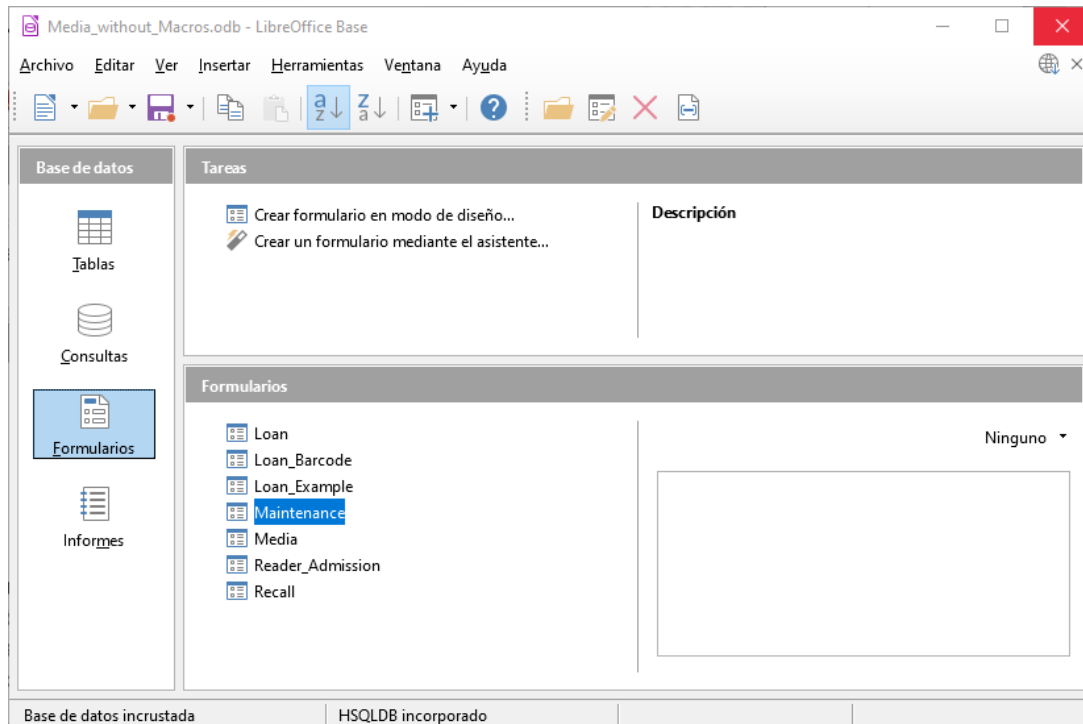 Media_without_Macros.odb - LibreOffice Base
Archivo Editar Ver Insertar Herramientas Ventana Ayuda
Base de datos
Tablas
Consultas
Formularios
Informes
Tareas
Crear formulario en modo de diseño...
Crear un formulario mediante el asistente...
Descripción
Formularios
Loan
Loan_Barcode
Loan_Example
Maintenance
Media
Reader_Admission
Recall
Ninguno
Base de datos incrustada
HSQLDB incorporado